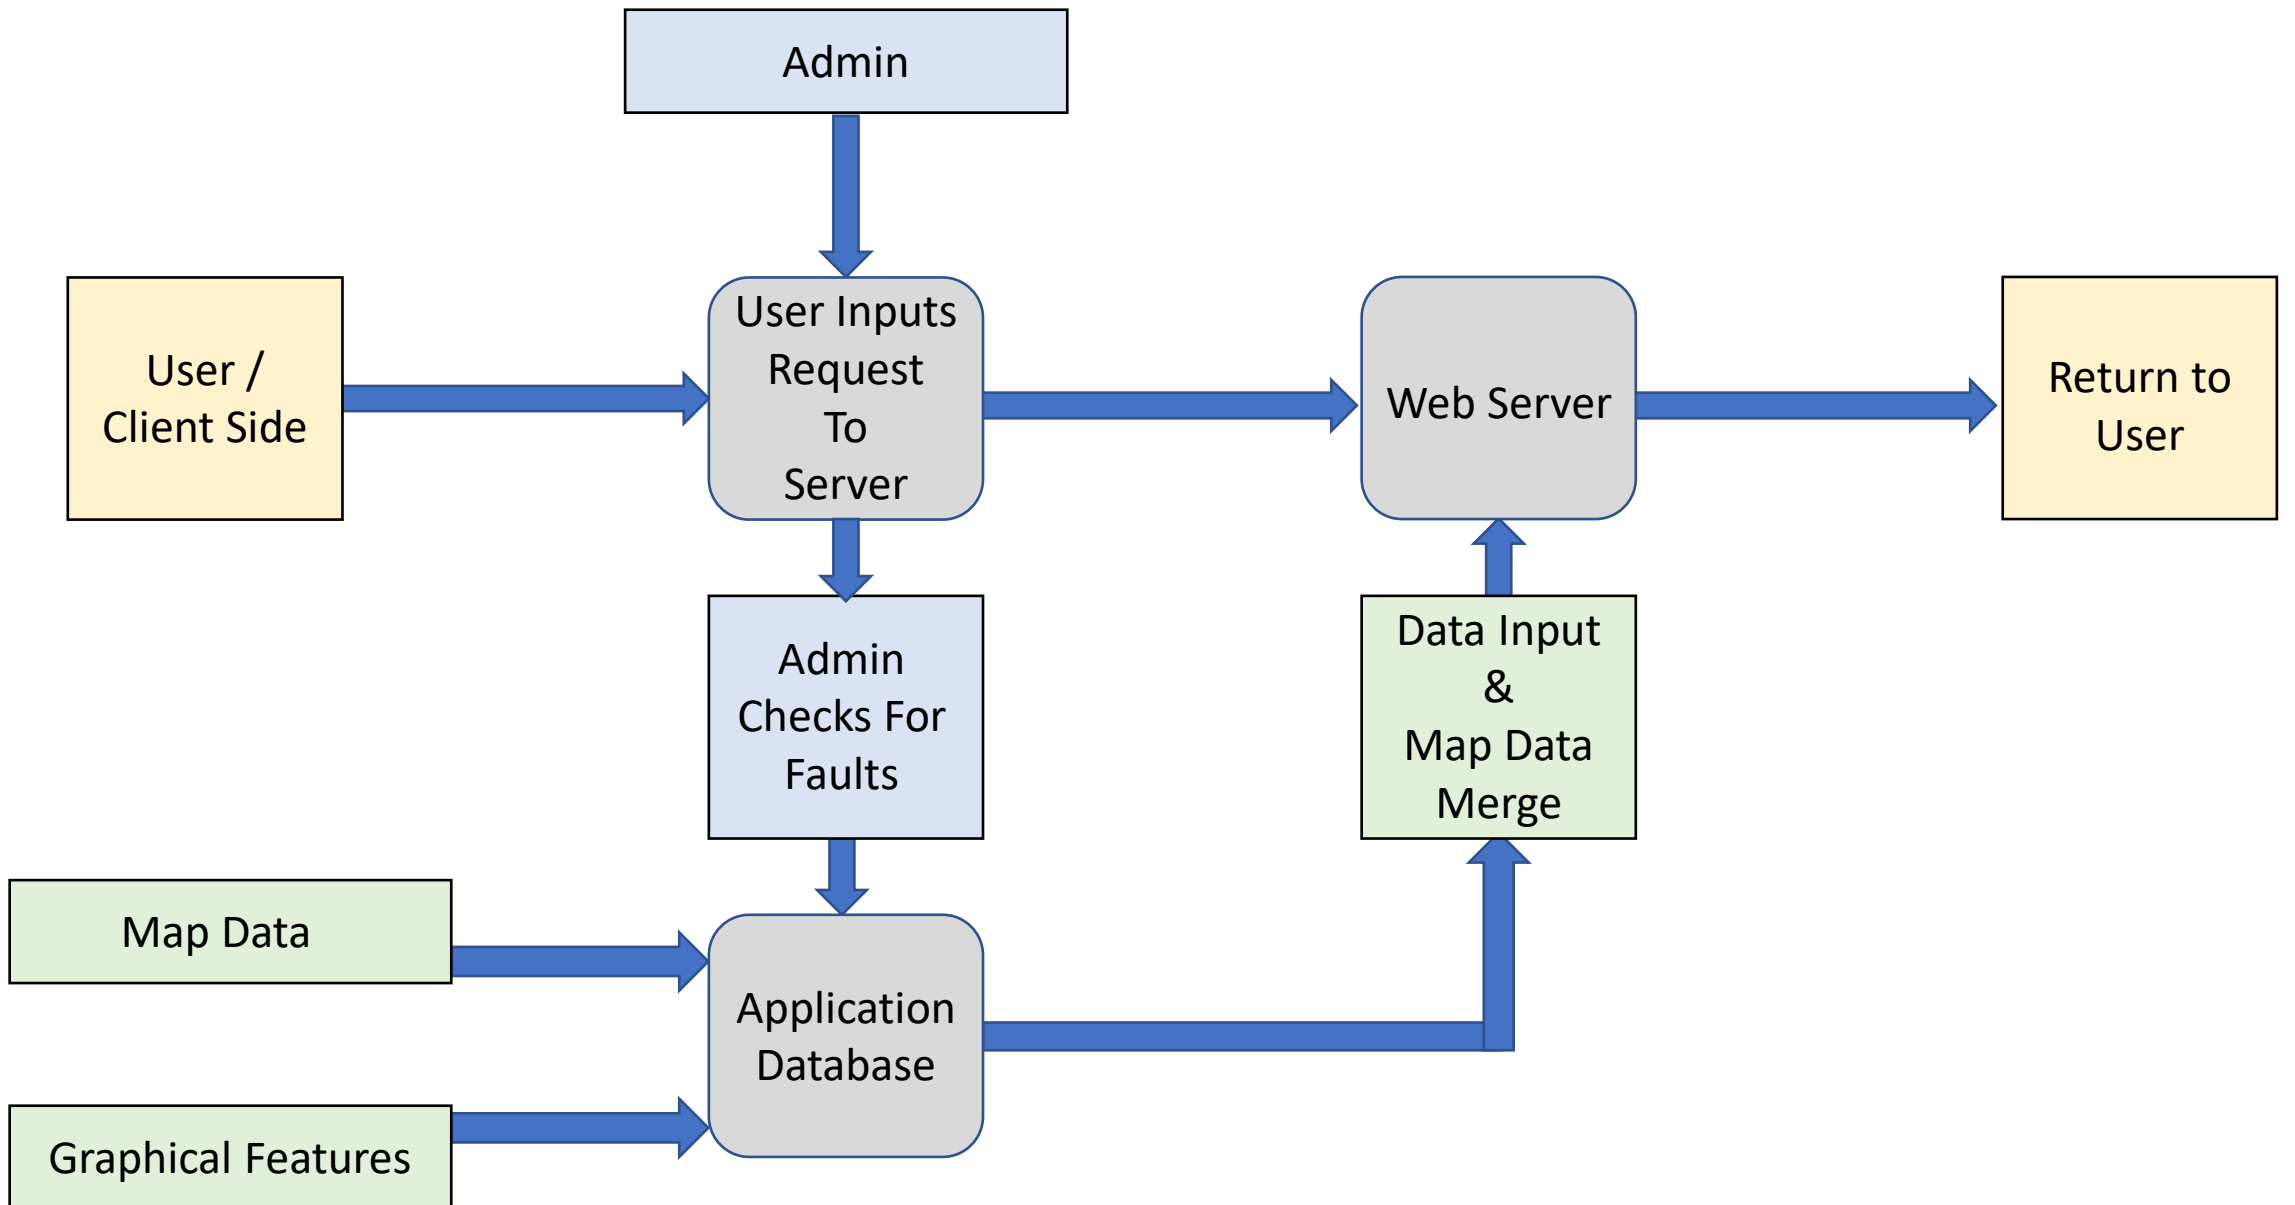 Admin
User /
Client Side
User Inputs
Request
To
Server
Web Server
Return to
User
Admin
Checks For
Faults
Data Input
&
Map Data
Merge
Map Data
Application
Database
Graphical Features